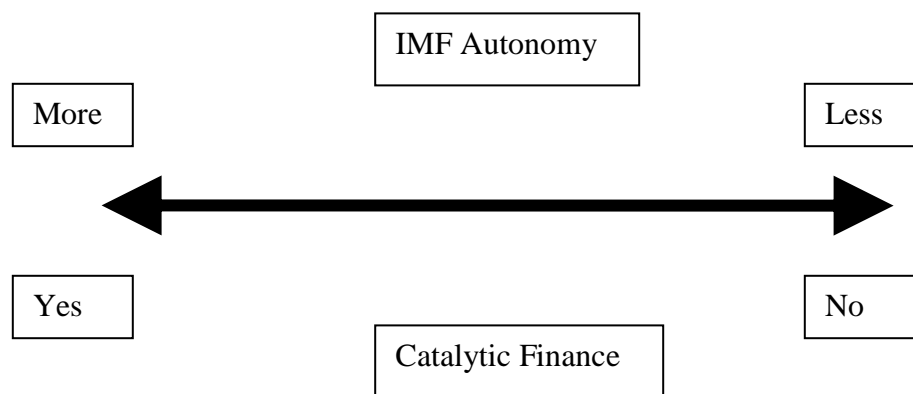 IMF Autonomy
More
Less
Yes
No
Catalytic Finance